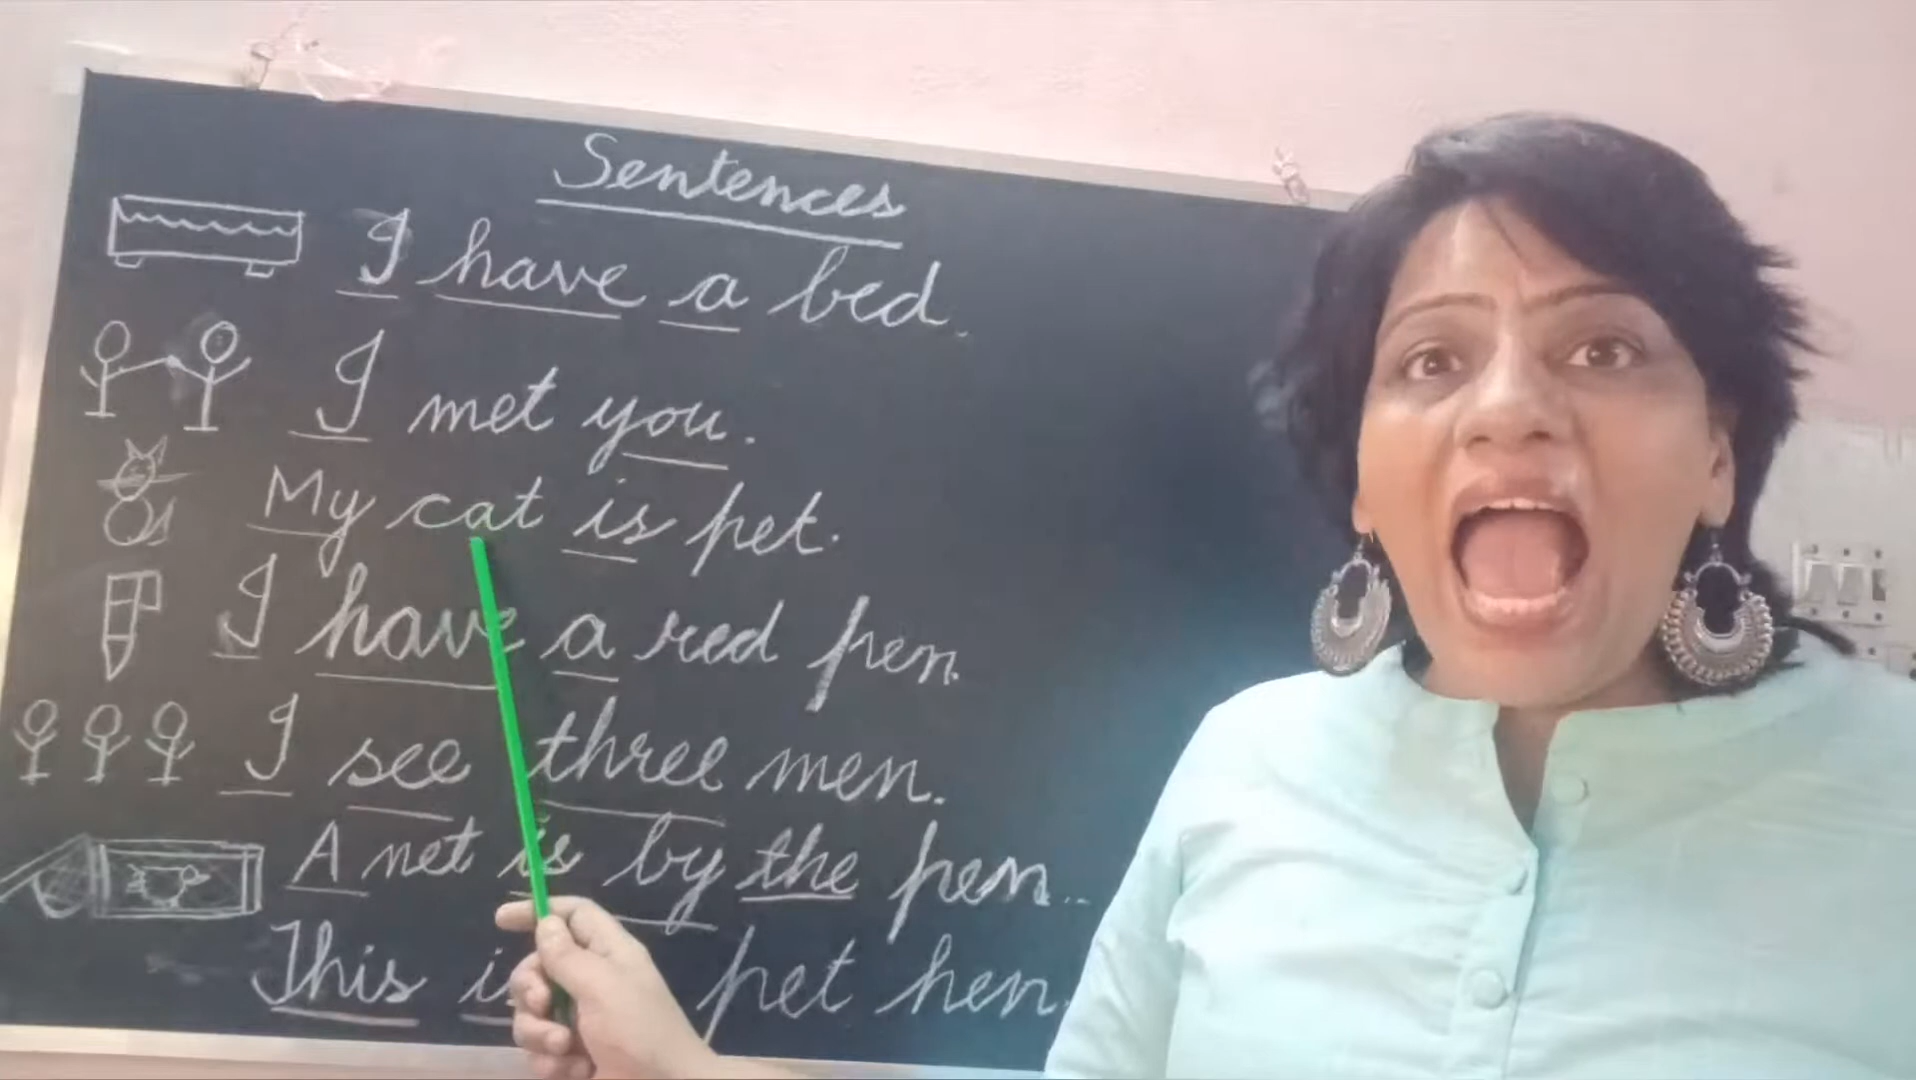 Sentences
I have a bed.
I met you.
My cat is pet.
I have a red pen.
I see three men.
A net is by the pen..
This is pet hen.